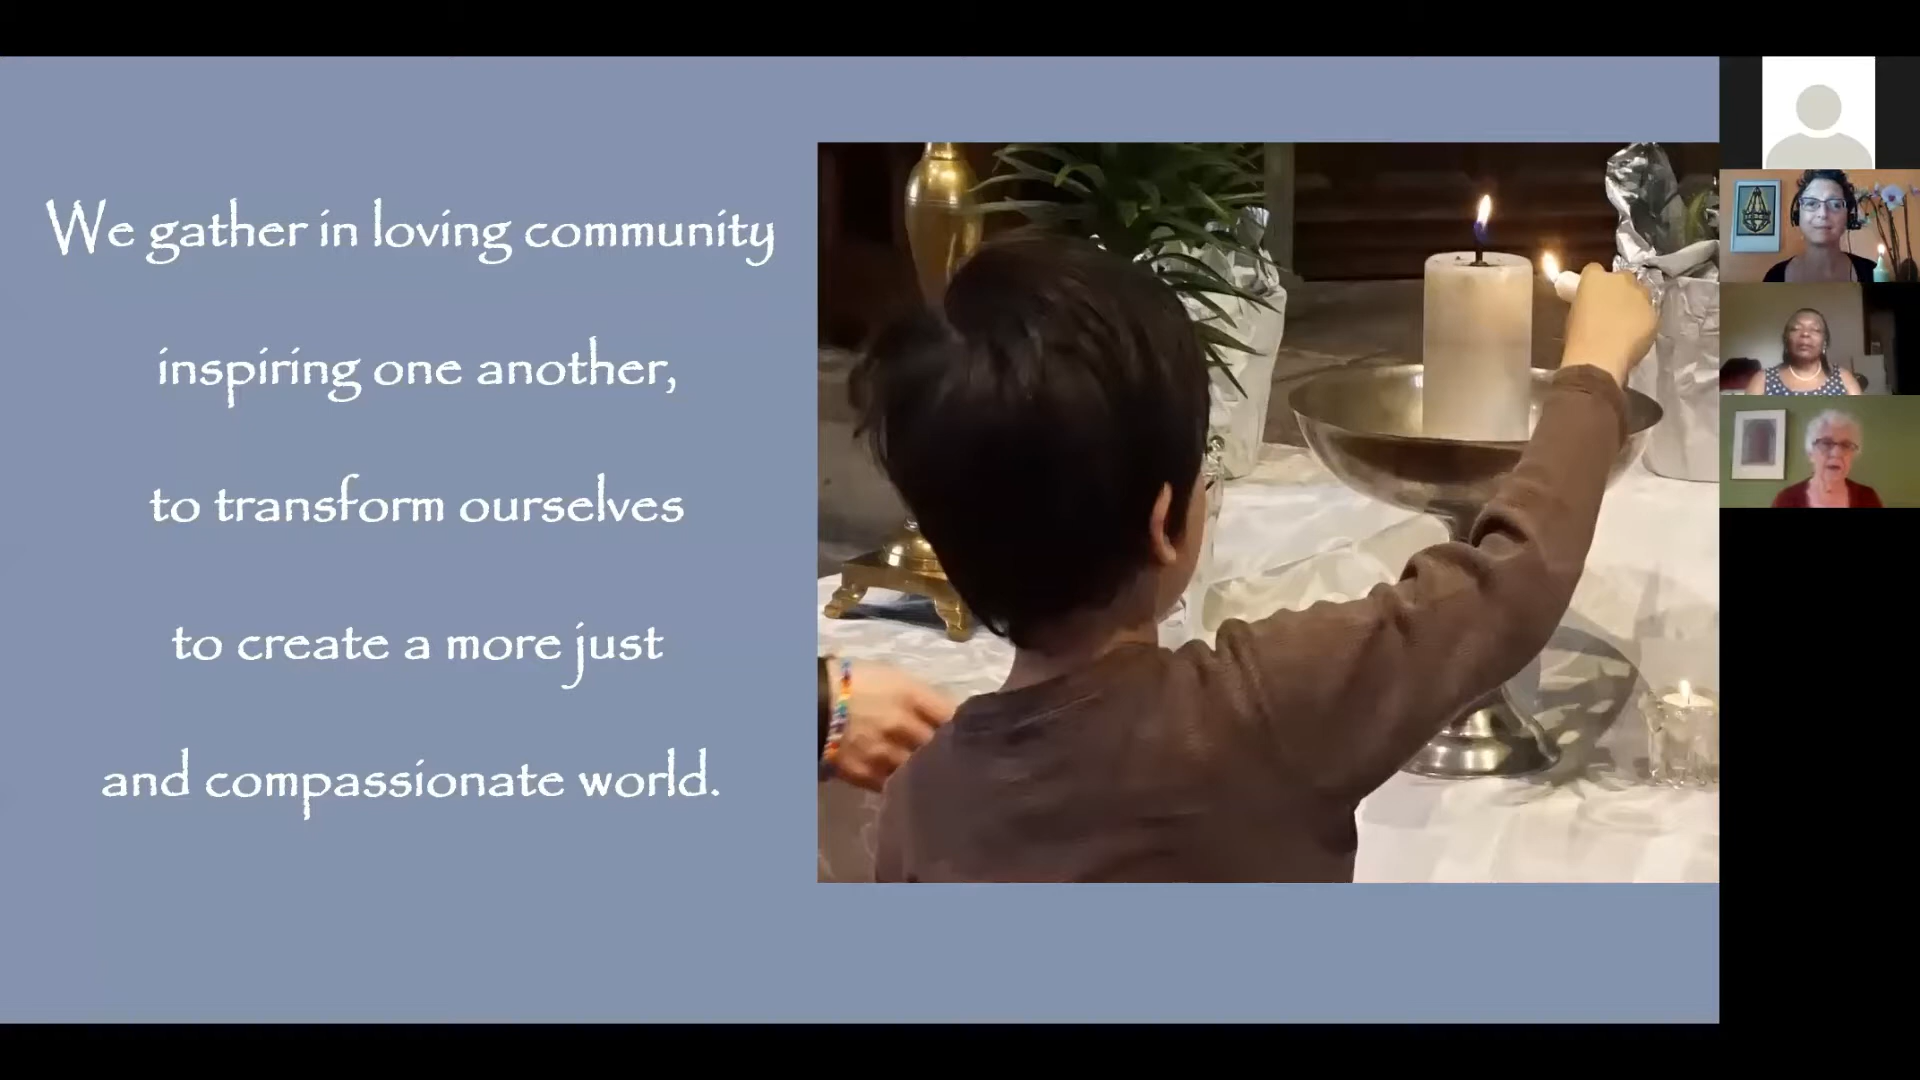 We gather in loving community
inspiring one another,
to transform ourselves
to create a more just
and compassionate world.